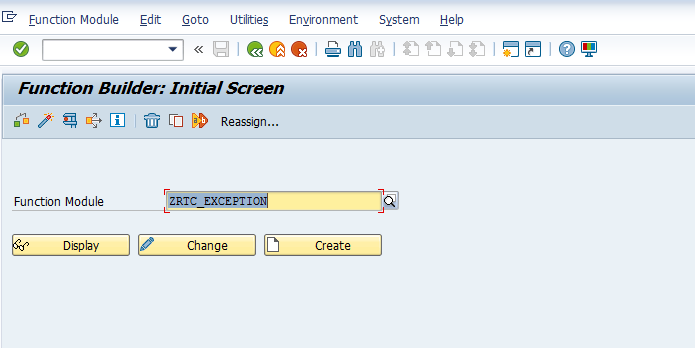 Function Module Edit Goto Utilities Environment System Help
Function Builder: Initial Screen
Reassign...
Function Module ZRTC_EXCEPTION
Display Change Create